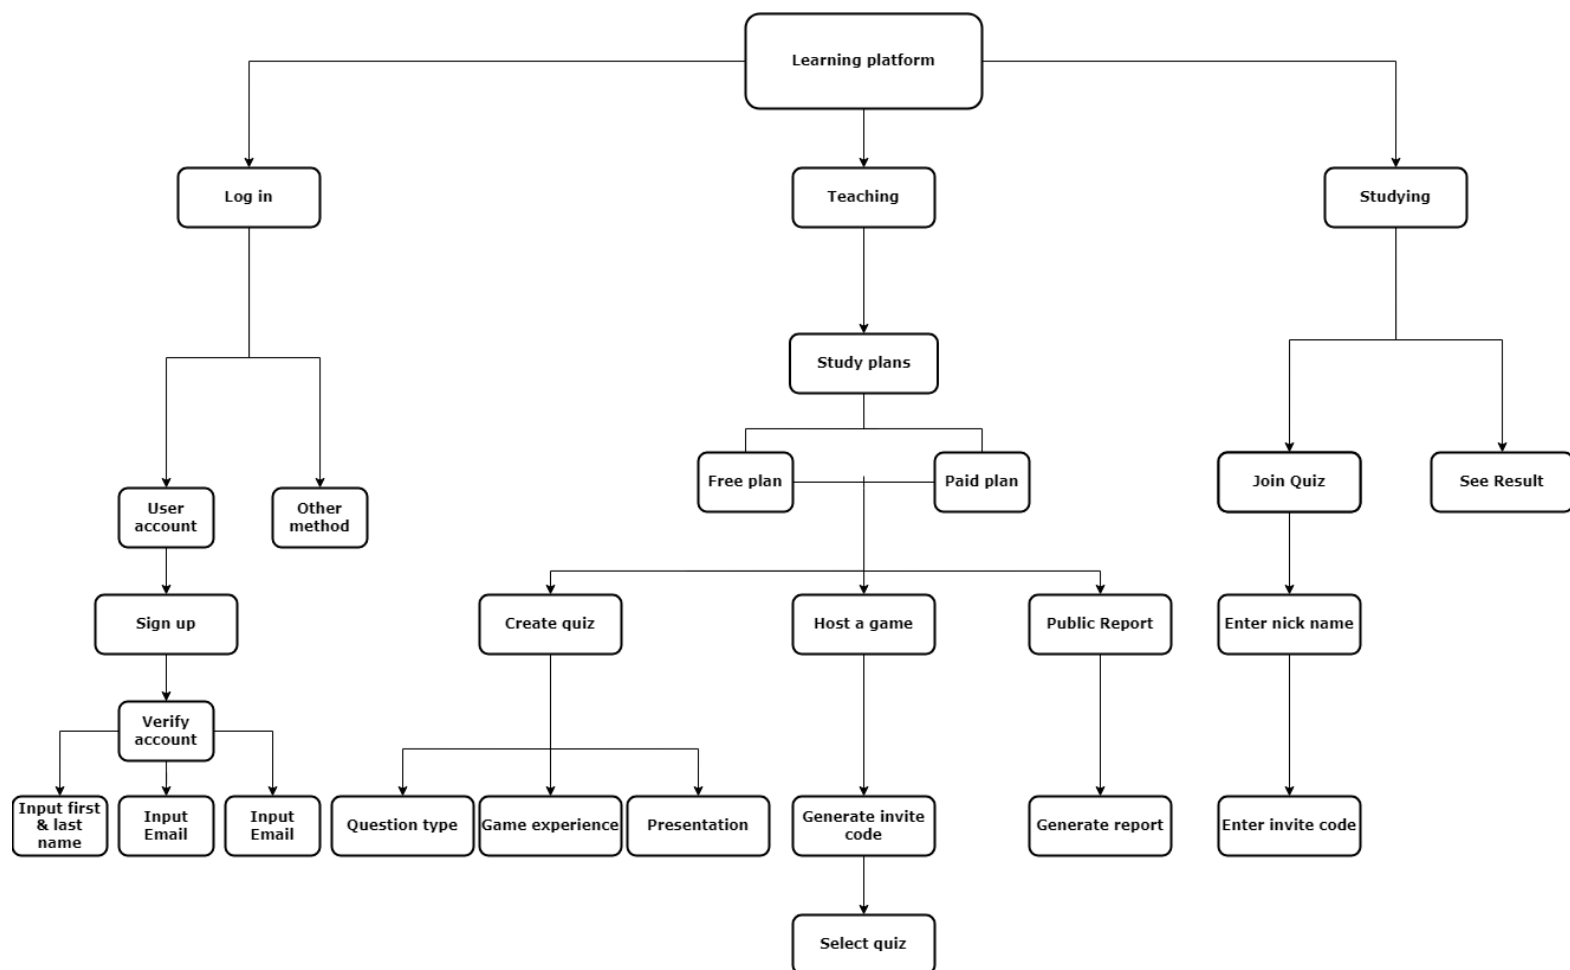 Learning platform
Log in
Teaching
Studying
Study plans
Free plan
Paid plan
Join Quiz
See Result
User
account
Other
method
Sign up
Create quiz
Host a game
Public Report
Enter nick name
Verify
account
Input first
& last
name
Input
Email
Input
Email
Question type
Game experience
Presentation
Generate invite
code
Generate report
Enter invite code
Select quiz